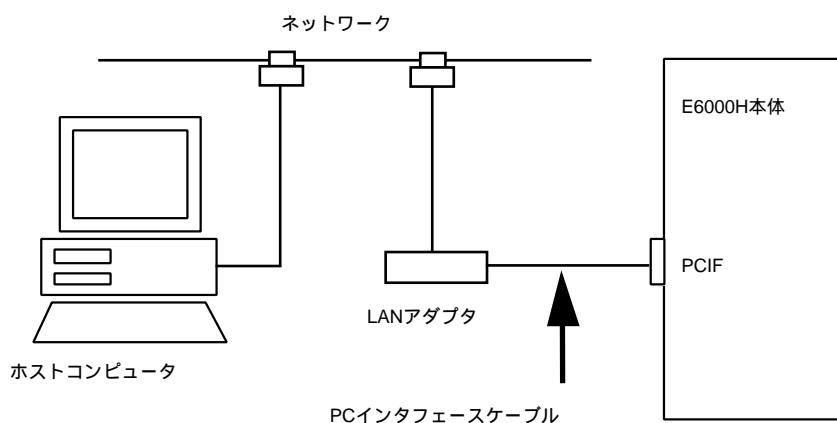 ネットワーク
E6000H本体
PCIF
LANアダプタ
ホストコンピュータ
PCインタフェースケーブル